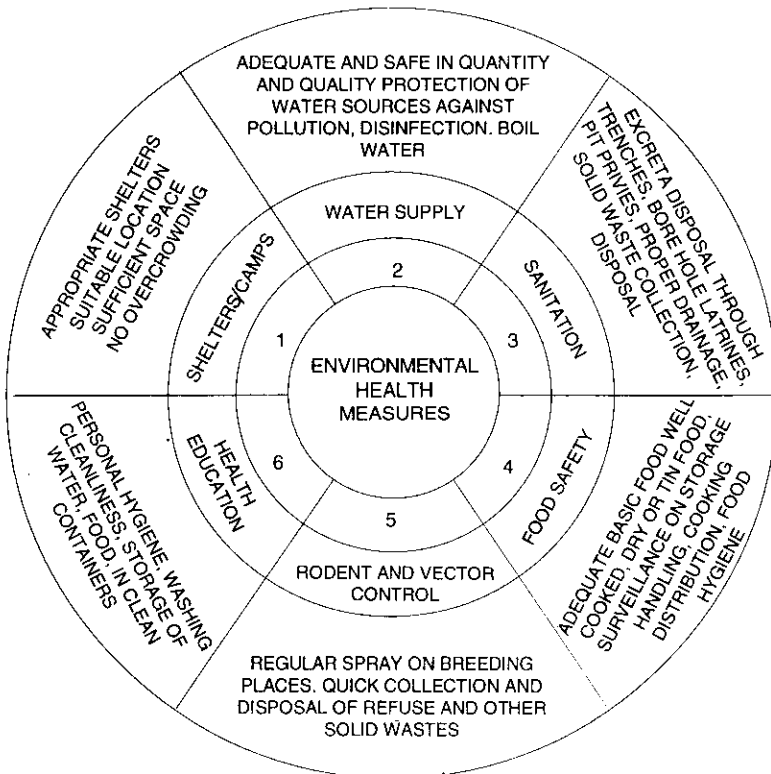 ENVIRONMENTAL
HEALTH
MEASURES
1
SHELTERS/CAMPS
APPROPRIATE SHELTERS
SUITABLE LOCATION
SUFFICIENT SPACE
NO OVERCROWDING
2
WATER SUPPLY
ADEQUATE AND SAFE IN QUANTITY
AND QUALITY PROTECTION OF
WATER SOURCES AGAINST
POLLUTION, DISINFECTION. BOIL
WATER
3
SANITATION
EXCRETA DISPOSAL THROUGH
TRENCHES, BORE HOLE LATRINES,
PIT PRIVIES, PROPER DRAINAGE,
SOLID WASTE COLLECTION,
DISPOSAL
4
FOOD SAFETY
ADEQUATE BASIC FOOD WELL
COOKED, DRY OR TIN FOOD,
SURVEILLANCE ON STORAGE
HANDLING, COOKING
DISTRIBUTION, FOOD
HYGIENE
5
RODENT AND VECTOR
CONTROL
REGULAR SPRAY ON BREEDING
PLACES. QUICK COLLECTION AND
DISPOSAL OF REFUSE AND OTHER
SOLID WASTES
6
HEALTH
EDUCATION
PERSONAL HYGIENE, WASHING
CLEANLINESS, STORAGE OF
WATER, FOOD, IN CLEAN
CONTAINERS